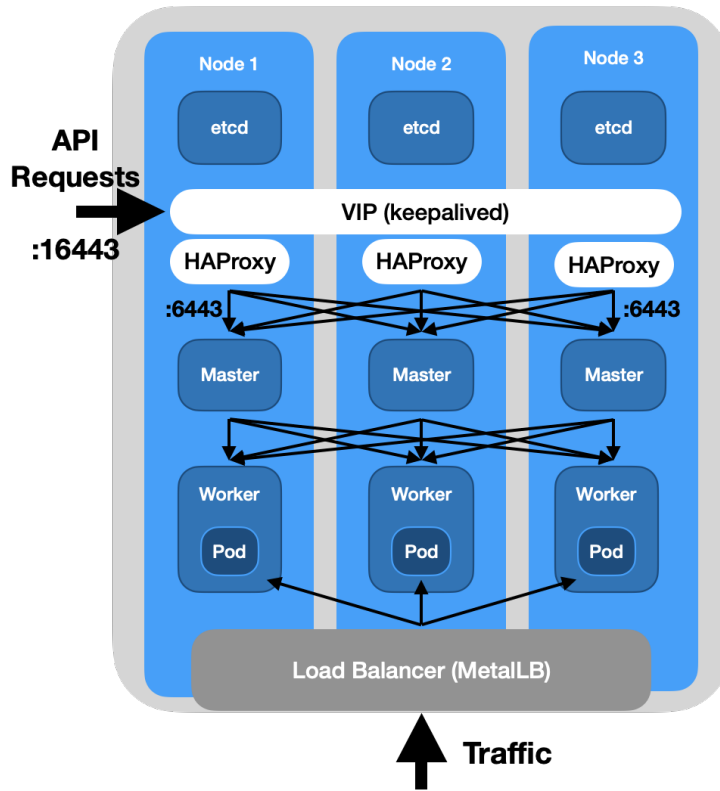 Node 1
Node 2
Node 3
etcd
etcd
etcd
API
Requests
:16443
VIP (keepalived)
HAProxy
HAProxy
HAProxy
:6443
:6443
Master
Master
Master
Worker
Worker
Worker
Pod
Pod
Pod
Load Balancer (MetalLB)
Traffic